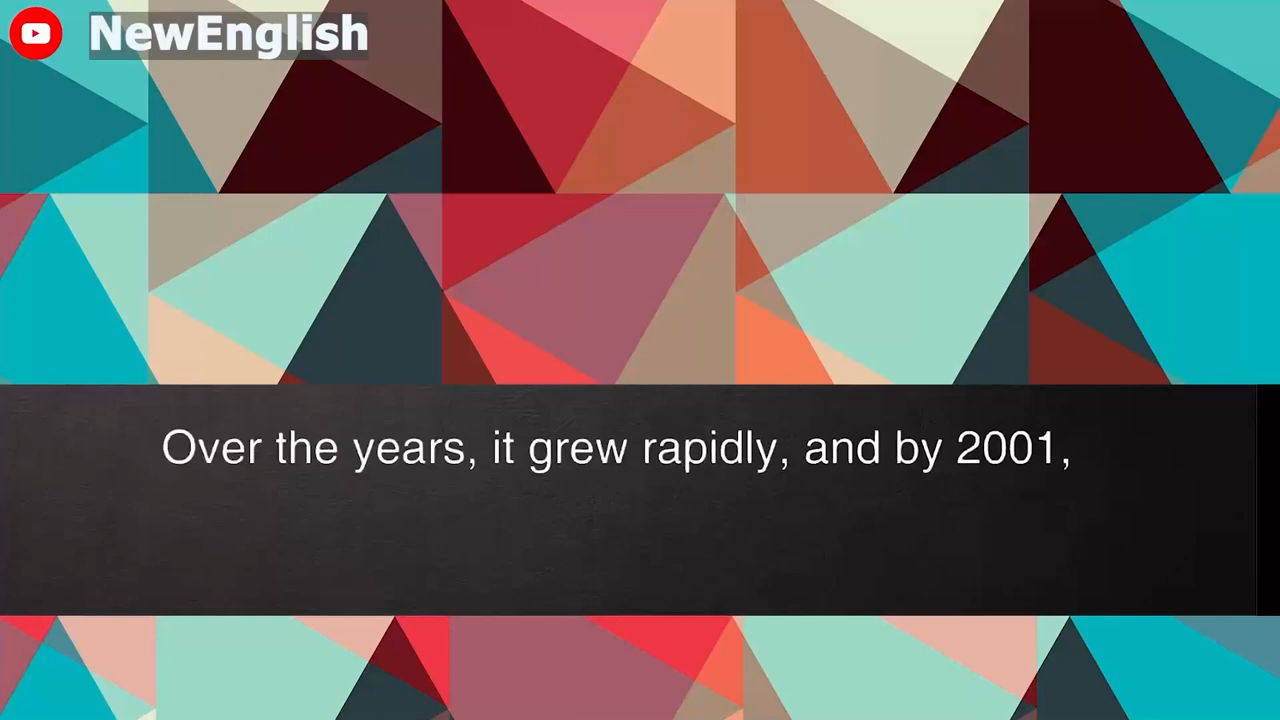 NewEnglish
Over the years, it grew rapidly, and by 2001,